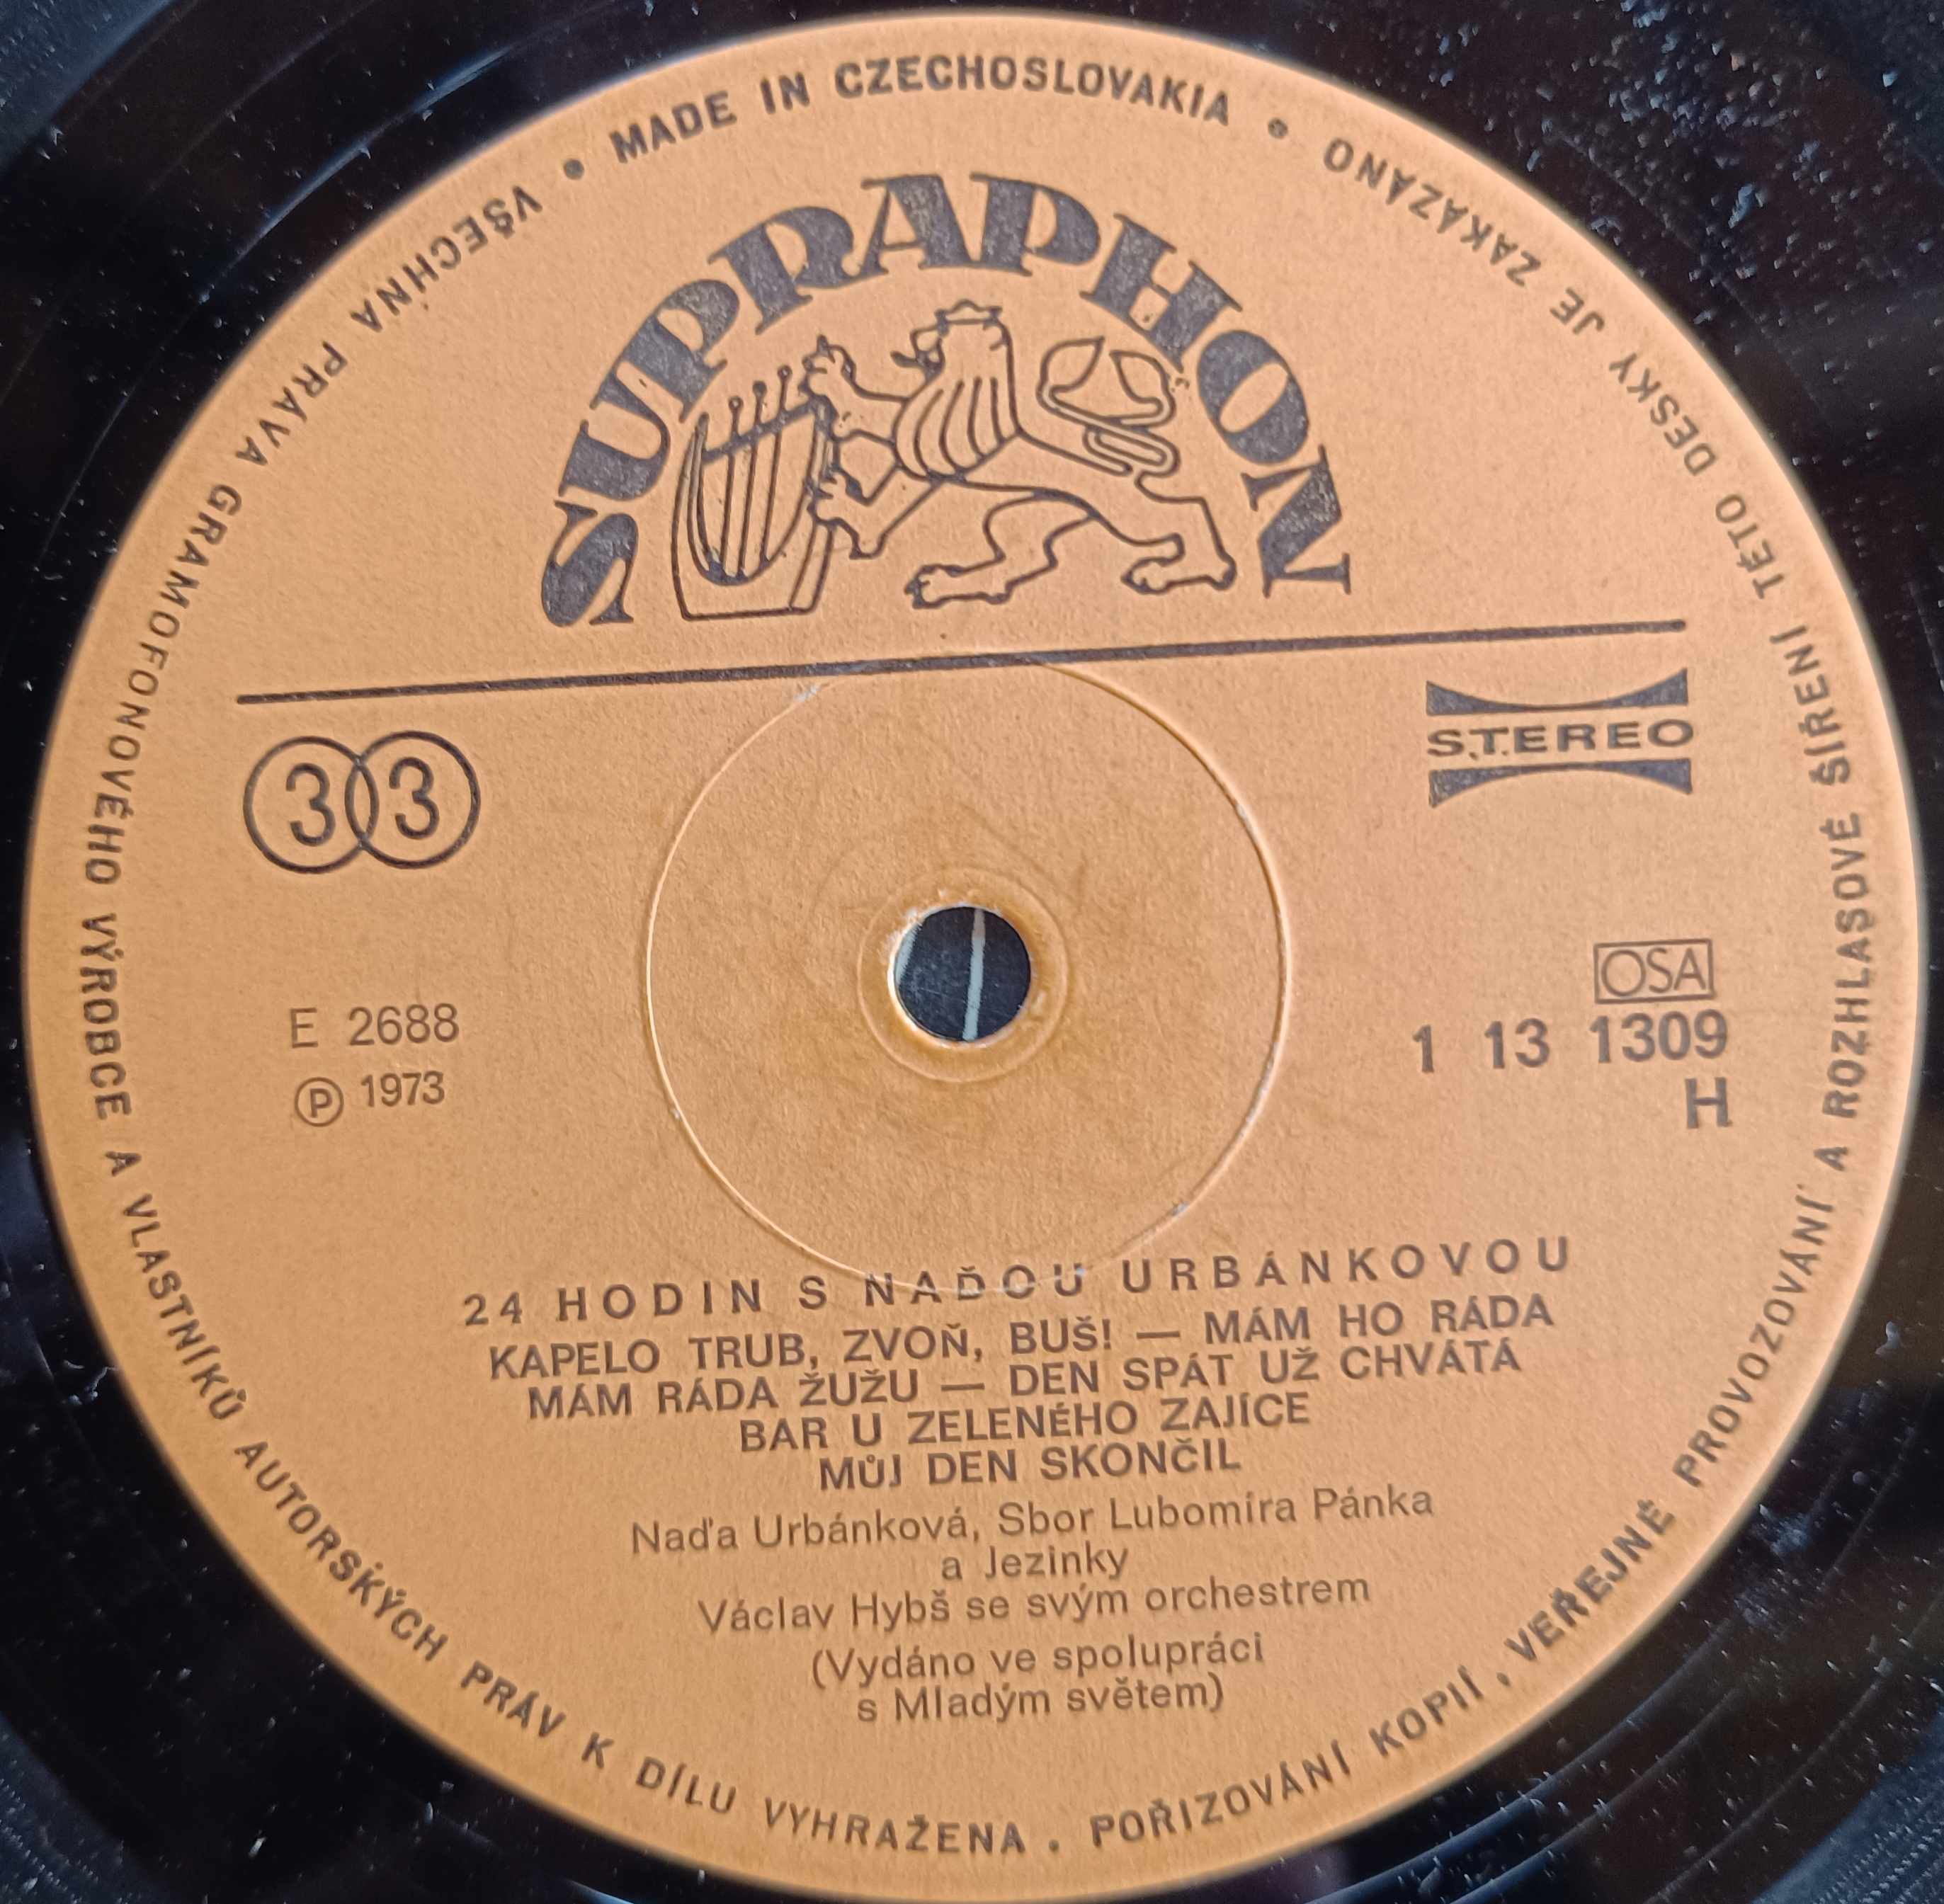 MADE IN CZECHOSLOVAKIA • VŠECHNA PRÁVA GRAMOFONOVÉHO VÝROBCE A VLASTNÍKŮ AUTORSKÝCH PRÁV K DÍLU VYHRAŽENA . POŘIZOVÁNÍ KOPIÍ , VEŘEJNÉ PROVOZOVÁNÍ A ROZHLASOVÉ ŠÍŘENÍ TÉTO DESKY JE ZAKÁZÁNO •
SUPRAPHON
33
STEREO
E 2688
Ⓟ 1973
OSA
1 13 1309
H
24 HODIN S NAĎOU URBÁNKOVOU
KAPELO TRUB, ZVOŇ, BUŠ! — MÁM HO RÁDA
MÁM RÁDA ŽUŽU — DEN SPÁT UŽ CHVÁTÁ
BAR U ZELENÉHO ZAJÍCE
MŮJ DEN SKONČIL
Naďa Urbánková, Sbor Lubomíra Pánka
a Jezinky
Václav Hybš se svým orchestrem
(Vydáno ve spolupráci
s Mladým světem)